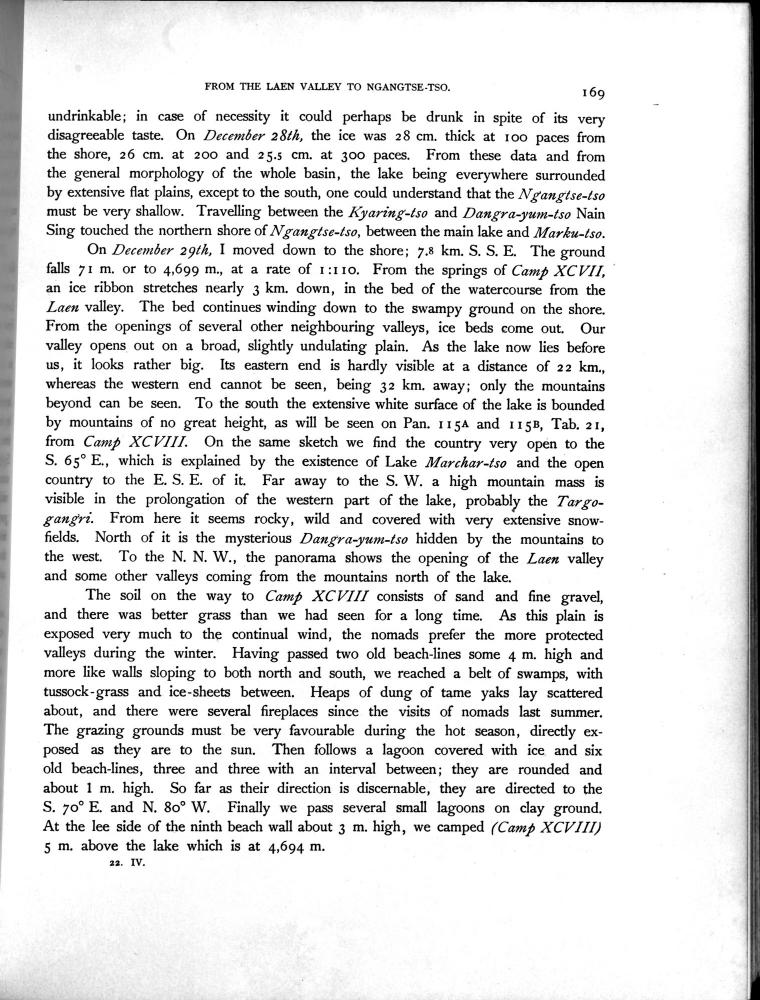 FROM THE LAEN VALLEY TO NGANGTSE-TSO.
169
undrinkable; in case of necessity it could perhaps be drunk in spite of its very
disagreeable taste. On December 28th, the ice was 28 cm. thick at 100 paces from
the shore, 26 cm. at 200 and 25.5 cm. at 300 paces. From these data and from
the general morphology of the whole basin, the lake being everywhere surrounded
by extensive flat plains, except to the south, one could understand that the Ngangtse-tso
must be very shallow. Travelling between the Kyaring-tso and Dangra-yum-tso Nain
Sing touched the northern shore of Ngangtse-tso, between the main lake and Marku-tso.
On December 29th, I moved down to the shore; 7.8 km. S. S. E. The ground
falls 71 m. or to 4,699 m., at a rate of 1:110. From the springs of Camp XCVII,
an ice ribbon stretches nearly 3 km. down, in the bed of the watercourse from the
Laen valley. The bed continues winding down to the swampy ground on the shore.
From the openings of several other neighbouring valleys, ice beds come out. Our
valley opens out on a broad, slightly undulating plain. As the lake now lies before
us, it looks rather big. Its eastern end is hardly visible at a distance of 22 km.,
whereas the western end cannot be seen, being 32 km. away; only the mountains
beyond can be seen. To the south the extensive white surface of the lake is bounded
by mountains of no great height, as will be seen on Pan. 115A and 115B, Tab. 21,
from Camp XCVIII. On the same sketch we find the country very open to the
S. 65° E., which is explained by the existence of Lake Marchar-tso and the open
country to the E. S. E. of it. Far away to the S. W. a high mountain mass is
visible in the prolongation of the western part of the lake, probably the Targo-
gangri. From here it seems rocky, wild and covered with very extensive snow-
fields. North of it is the mysterious Dangra-yum-tso hidden by the mountains to
the west. To the N. N. W., the panorama shows the opening of the Laen valley
and some other valleys coming from the mountains north of the lake.
The soil on the way to Camp XCVIII consists of sand and fine gravel,
and there was better grass than we had seen for a long time. As this plain is
exposed very much to the continual wind, the nomads prefer the more protected
valleys during the winter. Having passed two old beach-lines some 4 m. high and
more like walls sloping to both north and south, we reached a belt of swamps, with
tussock-grass and ice-sheets between. Heaps of dung of tame yaks lay scattered
about, and there were several fireplaces since the visits of nomads last summer.
The grazing grounds must be very favourable during the hot season, directly ex-
posed as they are to the sun. Then follows a lagoon covered with ice and six
old beach-lines, three and three with an interval between; they are rounded and
about 1 m. high. So far as their direction is discernable, they are directed to the
S. 70° E. and N. 80° W. Finally we pass several small lagoons on clay ground.
At the lee side of the ninth beach wall about 3 m. high, we camped (Camp XCVIII)
5 m. above the lake which is at 4,694 m.
22. IV.